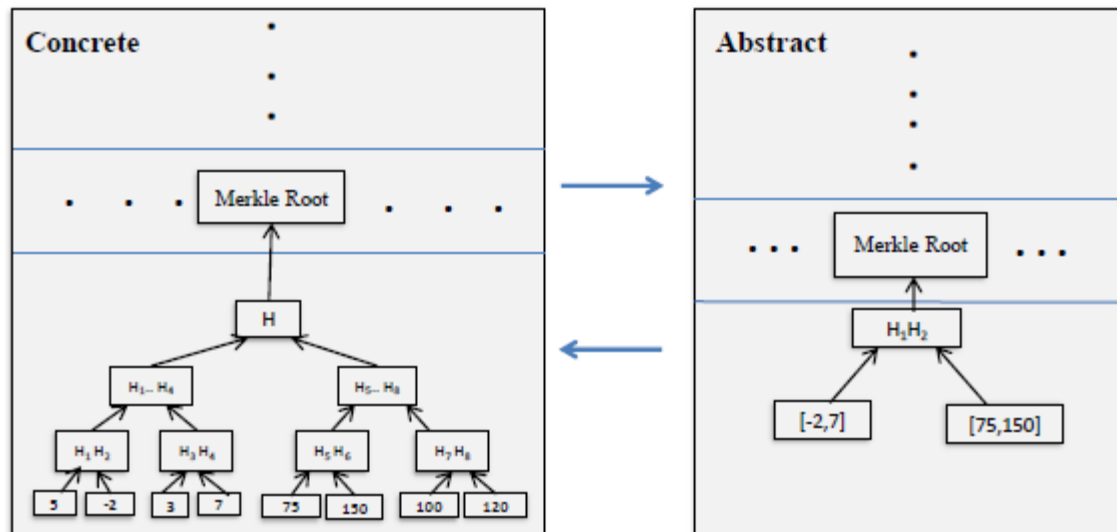 Concrete
Merkle Root
H
H₁.. H₄
H₅.. H₈
H₁ H₂
H₃ H₄
H₅ H₆
H₇ H₈
5
-2
3
7
75
150
100
120
Abstract
Merkle Root
H₁H₂
[-2,7]
[75,150]